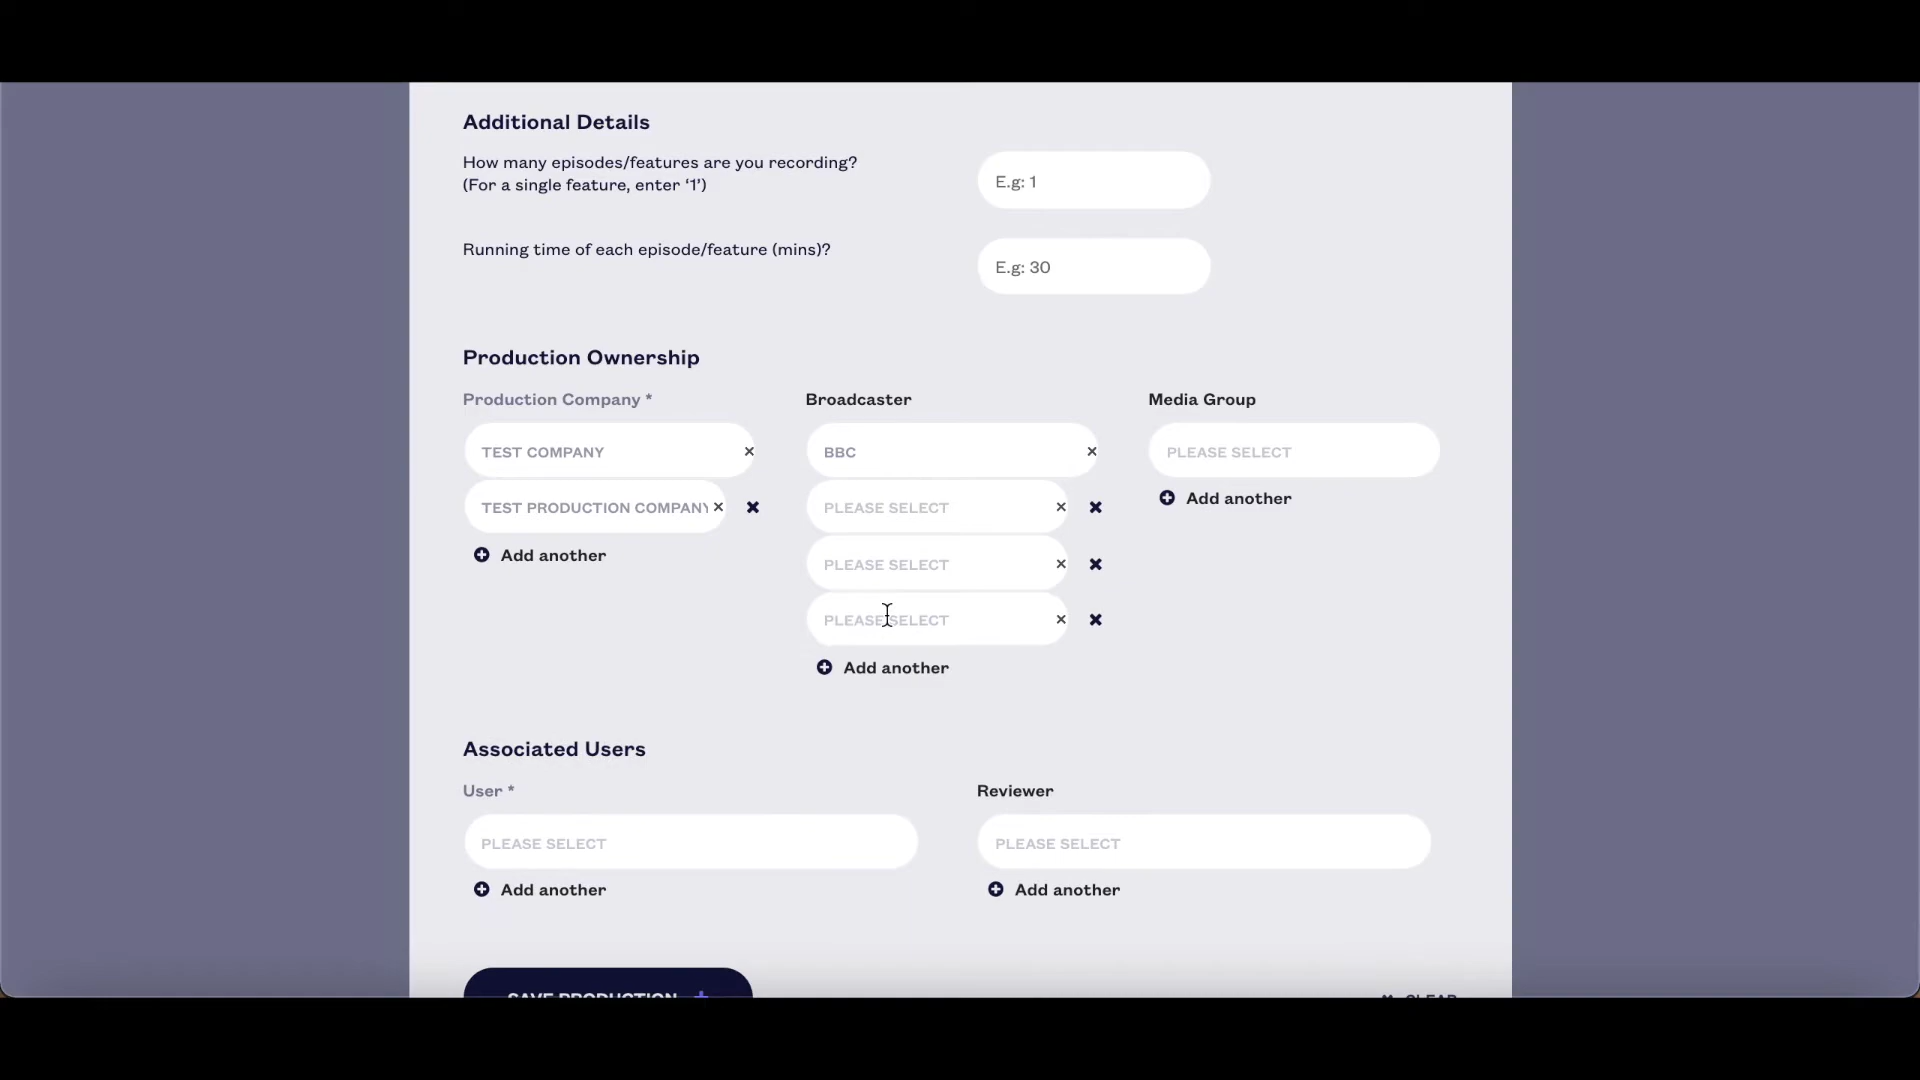 Additional Details
How many episodes/features are you recording?
(For a single feature, enter ‘1’)
E.g: 1
Running time of each episode/feature (mins)?
E.g: 30
Production Ownership
Production Company *
Broadcaster
Media Group
TEST COMPANY
BBC
PLEASE SELECT
Add another
TEST PRODUCTION COMPANY
PLEASE SELECT
Add another
PLEASE SELECT
PLEASE SELECT
Add another
Associated Users
User *
Reviewer
PLEASE SELECT
PLEASE SELECT
Add another
Add another
SAVE PRODUCTION
CLEAR